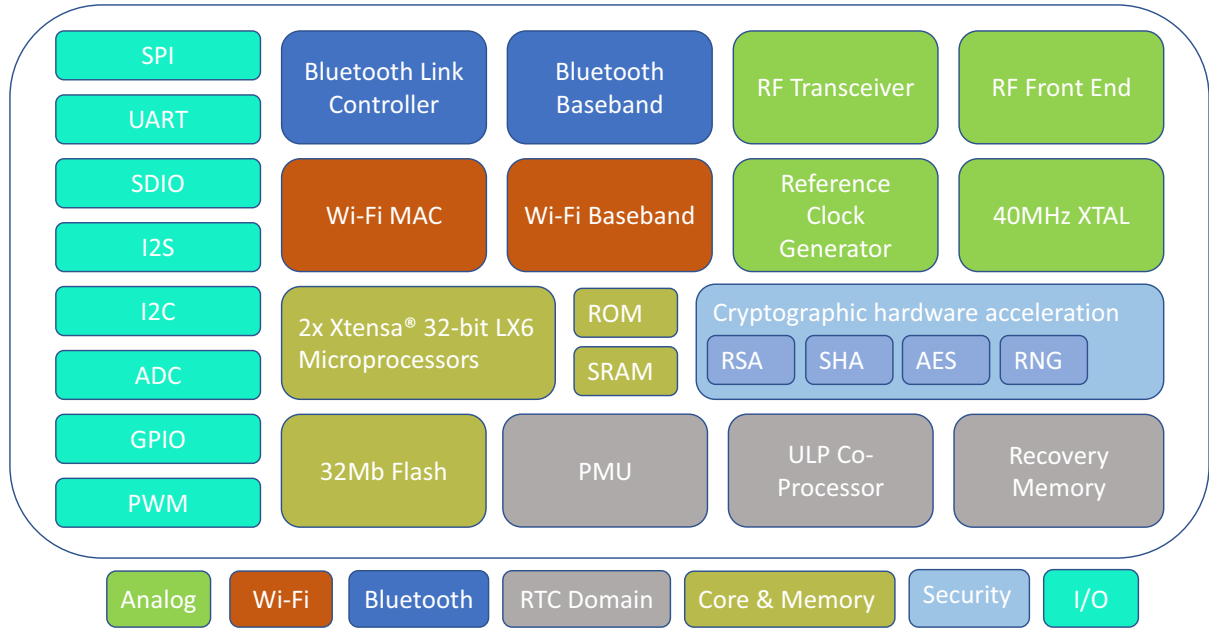 SPI
UART
SDIO
I2S
I2C
ADC
GPIO
PWM
Bluetooth Link
Controller
Bluetooth
Baseband
RF Transceiver
RF Front End
Wi-Fi MAC
Wi-Fi Baseband
Reference
Clock
Generator
40MHz XTAL
2x Xtensa® 32-bit LX6
Microprocessors
ROM
SRAM
Cryptographic hardware acceleration
RSA
SHA
AES
RNG
32Mb Flash
PMU
ULP Co-
Processor
Recovery
Memory
Analog
Wi-Fi
Bluetooth
RTC Domain
Core & Memory
Security
I/O